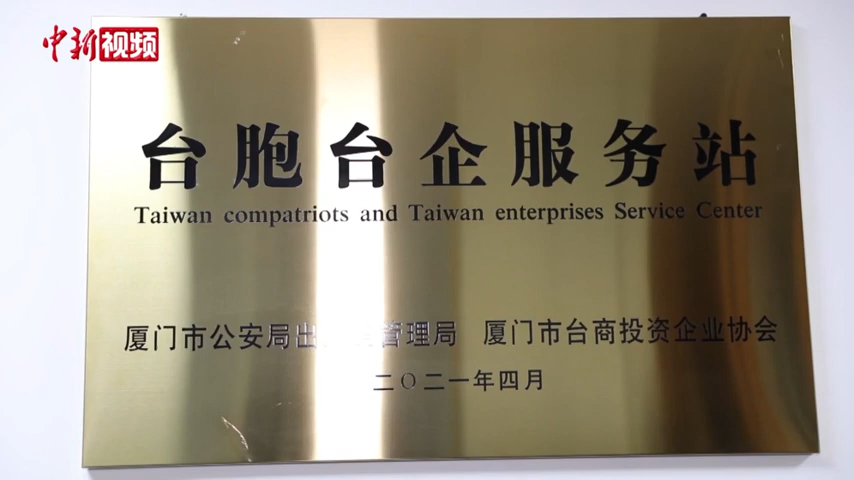 中新视频
台胞台企服务站
Taiwan compatriots and Taiwan enterprises Service Center
厦门市公安局出 管理局 厦门市台商投资企业协会
二〇二一年四月